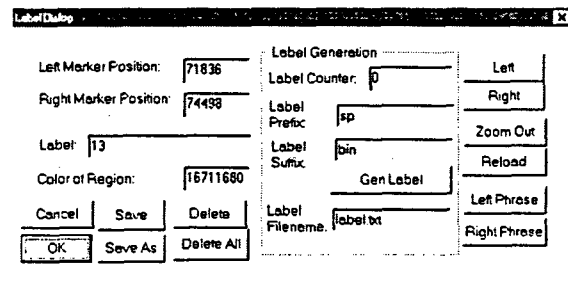 Label Dialog
Left Marker Position: 71836
Right Marker Position: 74498
Label: 13
Color of Region: 16711680
Cancel Save Delete
OK Save As Delete All
Label Generation
Label Counter: 0
Label Prefix: sp
Label Suffix: bin
Gen Label
Label Filename: label.txt
Left
Right
Zoom Out
Reload
Left Phrase
Right Phrase